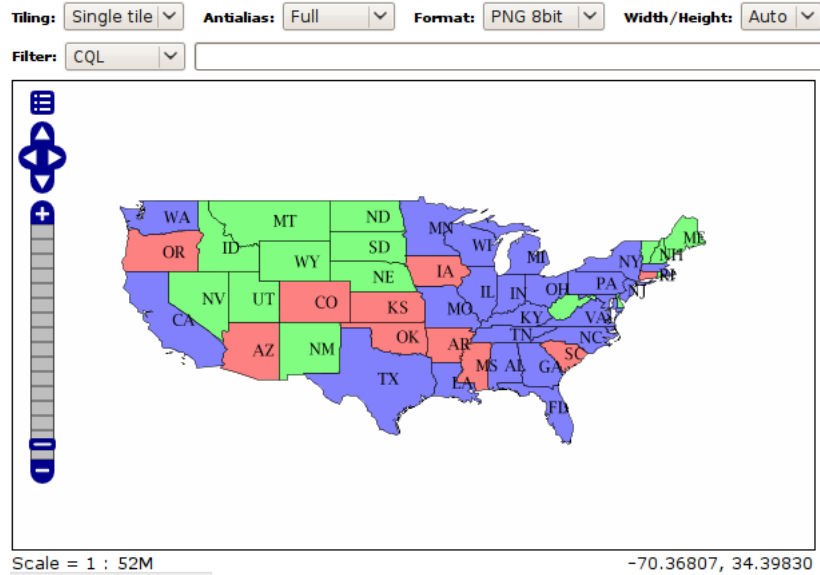 Tiling: Single tile Antialias: Full Format: PNG 8bit Width/Height: Auto
Filter: CQL
WA MT ND MN ME
OR ID SD WI MI NH
WY NE IA NY RI
NV UT CO KS IL IN OH PA NJ
CA MO KY VA
AZ NM OK AR TN NC
TX MS AL GA SC
LA
Scale = 1 : 52M -70.36807, 34.39830